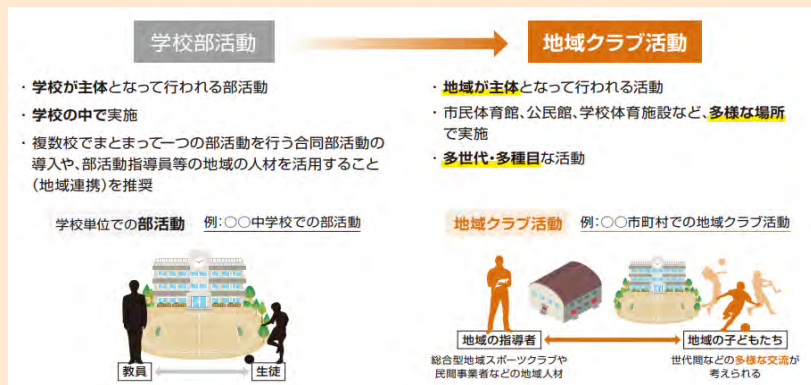 学校部活動
地域クラブ活動
・学校が主体となって行われる部活動
・学校の中で実施
・複数校でまとまって一つの部活動を行う合同部活動の
導入や、部活動指導員等の地域の人材を活用すること
（地域連携）を推奨
・地域が主体となって行われる活動
・市民体育館、公民館、学校体育施設など、多様な場所
で実施
・多世代・多種目な活動
学校単位での部活動 例：○○中学校での部活動
教員
生徒
地域クラブ活動 例：○○市町村での地域クラブ活動
地域の指導者
地域の子どもたち
総合型地域スポーツクラブや
民間事業者などの地域人材
世代間などの多様な交流が
考えられる